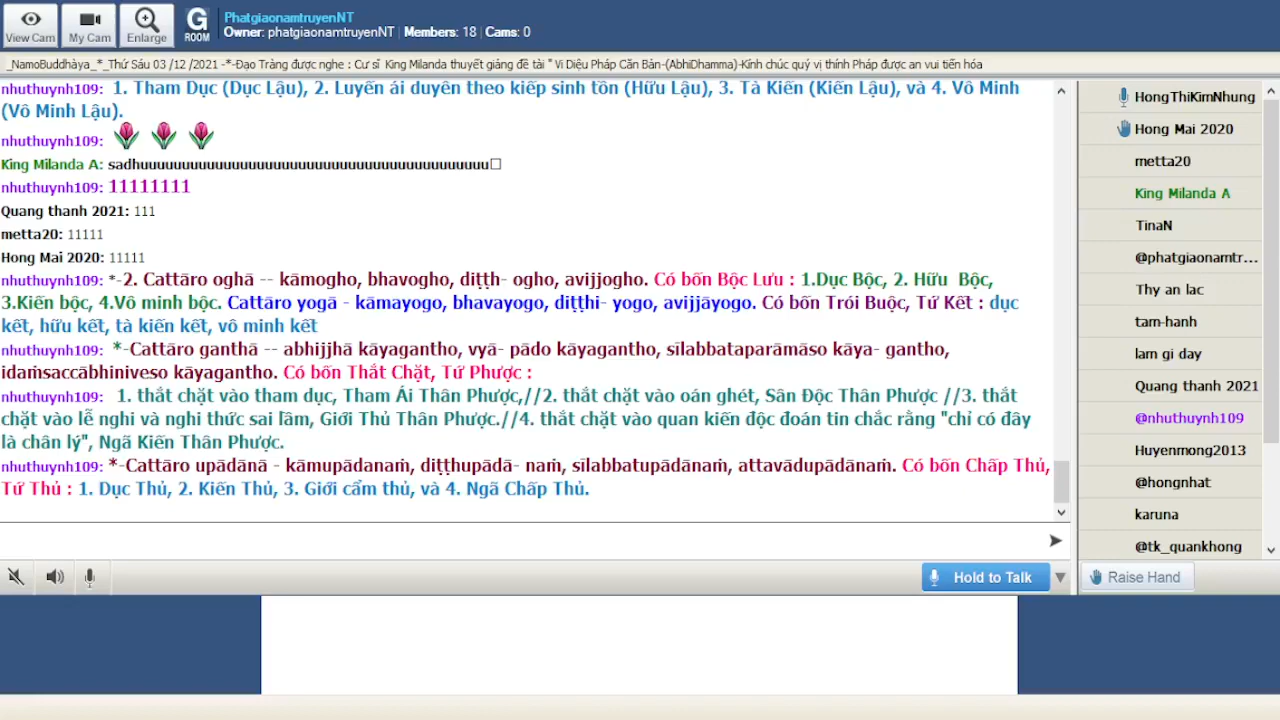 PhatgiaonamtruyenNT
Owner: phatgiaonamtruyenNT | Members: 18 | Cams: 0
View Cam
My Cam
Enlarge
G
ROOM
_NamoBuddhàya_*_Thứ Sáu 03 /12 /2021 -*-Đạo Tràng được nghe : Cư sĩ King Milanda thuyết giảng đề tài " Vi Diệu Pháp Căn Bản-(AbhiDhamma)-Kính chúc quý vị thính Pháp được an vui tiến hóa
nhuthuynh109: 1. Tham Dục (Dục Lậu), 2. Luyến ái duyên theo kiếp sinh tồn (Hữu Lậu), 3. Tà Kiến (Kiến Lậu), và 4. Vô Minh
(Vô Minh Lậu).
nhuthuynh109:
King Milanda A: sadhuuuuuuuuuuuuuuuuuuuuuuuuuuuuuuuuuuuuuuuuu□
nhuthuynh109: 11111111
Quang thanh 2021: 111
metta20: 11111
Hong Mai 2020: 11111
nhuthuynh109: *-2. Cattāro oghā -- kāmogho, bhavogho, diṭṭh- ogho, avijjogho. Có bốn Bộc Lưu : 1.Dục Bộc, 2. Hữu Bộc,
3.Kiến bộc, 4.Vô minh bộc. Cattāro yogā - kāmayogo, bhavayogo, diṭṭhi- yogo, avijjāyogo. Có bốn Trói Buộc, Tứ Kết : dục
kết, hữu kết, tà kiến kết, vô minh kết
nhuthuynh109: *-Cattāro ganthā -- abhijjhā kāyagantho, vyā- pādo kāyagantho, sīlabbataparāmāso kāya- gantho,
idaṁsaccābhiniveso kāyagantho. Có bốn Thắt Chặt, Tứ Phược :
nhuthuynh109: 1. thắt chặt vào tham dục, Tham Ái Thân Phược,//2. thắt chặt vào oán ghét, Sân Độc Thân Phược //3. thắt
chặt vào lễ nghi và nghi thức sai lầm, Giới Thủ Thân Phược.//4. thắt chặt vào quan kiến độc đoán tin chắc rằng "chỉ có đây
là chân lý", Ngã Kiến Thân Phược.
nhuthuynh109: *-Cattāro upādānā - kāmupādanaṁ, diṭṭhupādā- naṁ, sīlabbatupādānaṁ, attavādupādānaṁ. Có bốn Chấp Thủ,
Tứ Thủ : 1. Dục Thủ, 2. Kiến Thủ, 3. Giới cấm thủ, và 4. Ngã Chấp Thủ.
Hold to Talk
HongThiKimNhung
Hong Mai 2020
metta20
King Milanda A
TinaN
@phatgiaonamtr...
Thy an lac
tam-hanh
lam gi day
Quang thanh 2021
@nhuthuynh109
Huyenmong2013
@hongnhat
karuna
@tk_quankhong
Raise Hand